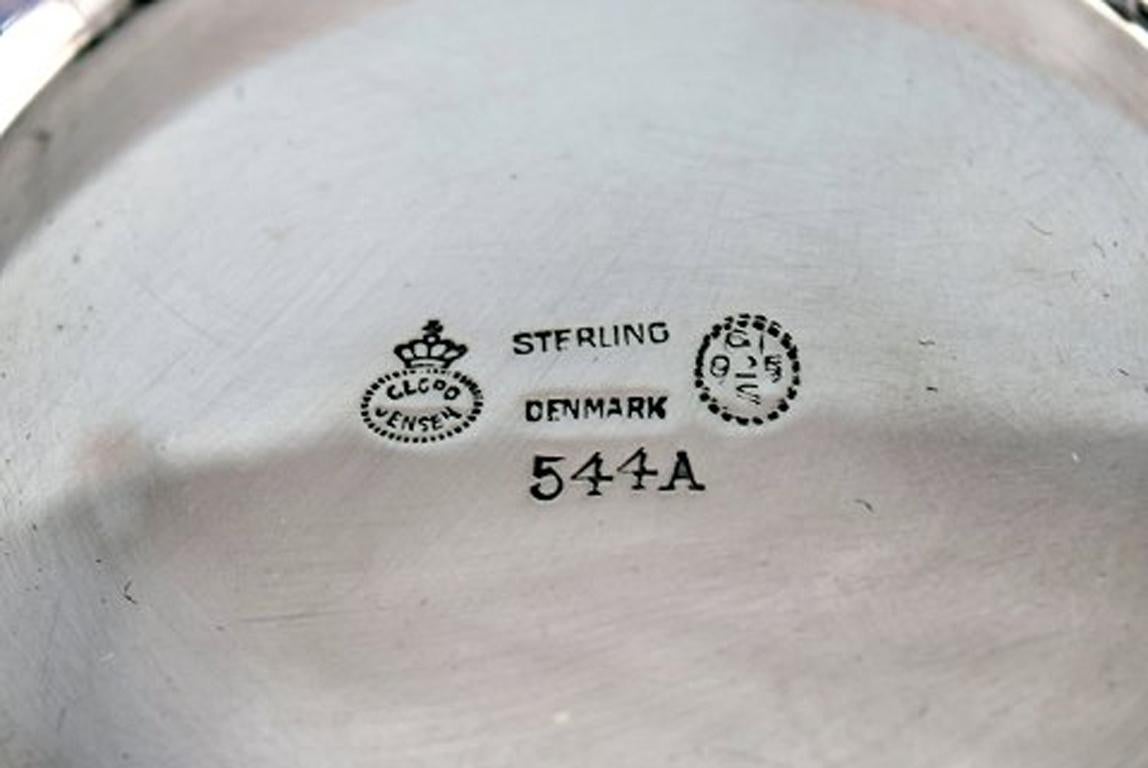 GEORG
JENSEN
STERLING
DENMARK
GI
925
S
544A